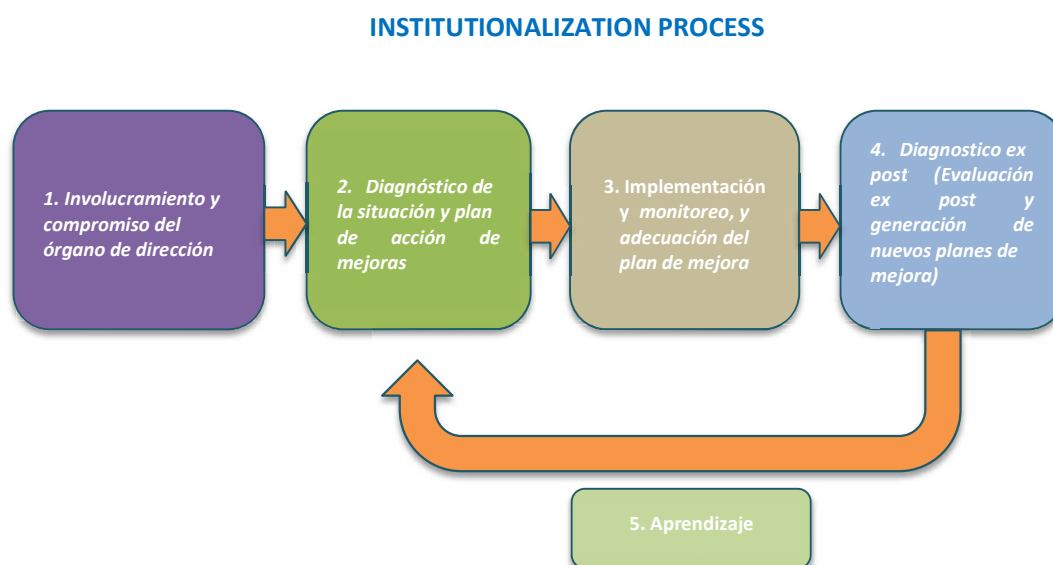 INSTITUTIONALIZATION PROCESS
1. Involucramiento y
compromiso del
órgano de dirección
2. Diagnóstico de
la situación y plan
de acción de
mejoras
3. Implementación
y monitoreo, y
adecuación del
plan de mejora
4. Diagnostico ex
post (Evaluación
ex post y
generación de
nuevos planes de
mejora)
5. Aprendizaje